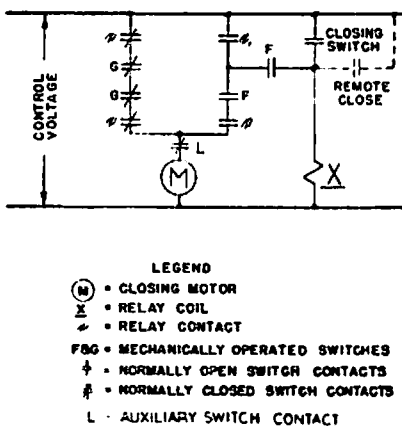 CLOSING
SWITCH
F
G
REMOTE
CLOSE
G
F
CONTROL
VOLTAGE
L
M
X
LEGEND
M = CLOSING MOTOR
X = RELAY COIL
= RELAY CONTACT
F&G = MECHANICALLY OPERATED SWITCHES
= NORMALLY OPEN SWITCH CONTACTS
= NORMALLY CLOSED SWITCH CONTACTS
L - AUXILIARY SWITCH CONTACT